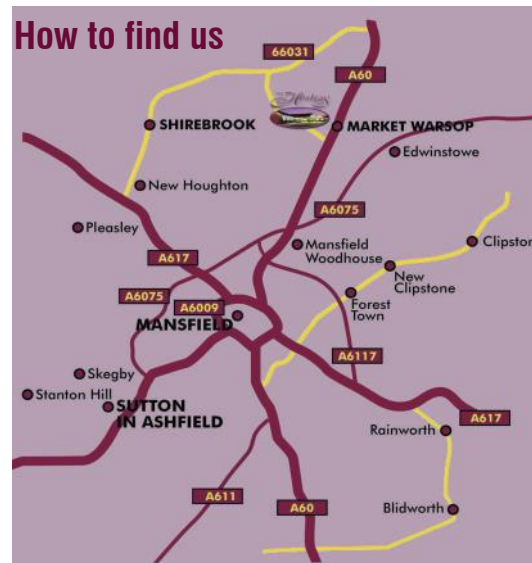 How to find us
66031
A60
SHIREBROOK
MARKET WARSOP
Edwinstowe
New Houghton
A6075
Pleasley
Mansfield
Woodhouse
Clipston
A617
New
Clipstone
A6075
A6009
Forest
Town
MANSFIELD
A6117
Skegby
Stanton Hill
SUTTON
IN ASHFIELD
A617
Rainworth
A611
A60
Blidworth